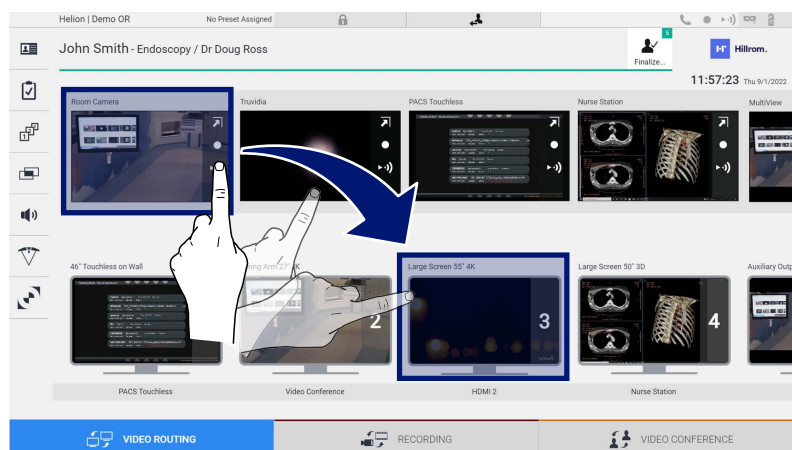 Helion | Demo OR
No Preset Assigned
John Smith - Endoscopy / Dr Doug Ross
5
Finalize...
Hillrom.
11:57:23 Thu 9/1/2022
Room Camera
Truvidia
PACS Touchless
Nurse Station
MultiView
46" Touchless on Wall
Arm 27"
Large Screen 55" 4K
Large Screen 50" 3D
Auxiliary Outp
2
3
4
PACS Touchless
Video Conference
HDMI 2
Nurse Station
VIDEO ROUTING
RECORDING
VIDEO CONFERENCE